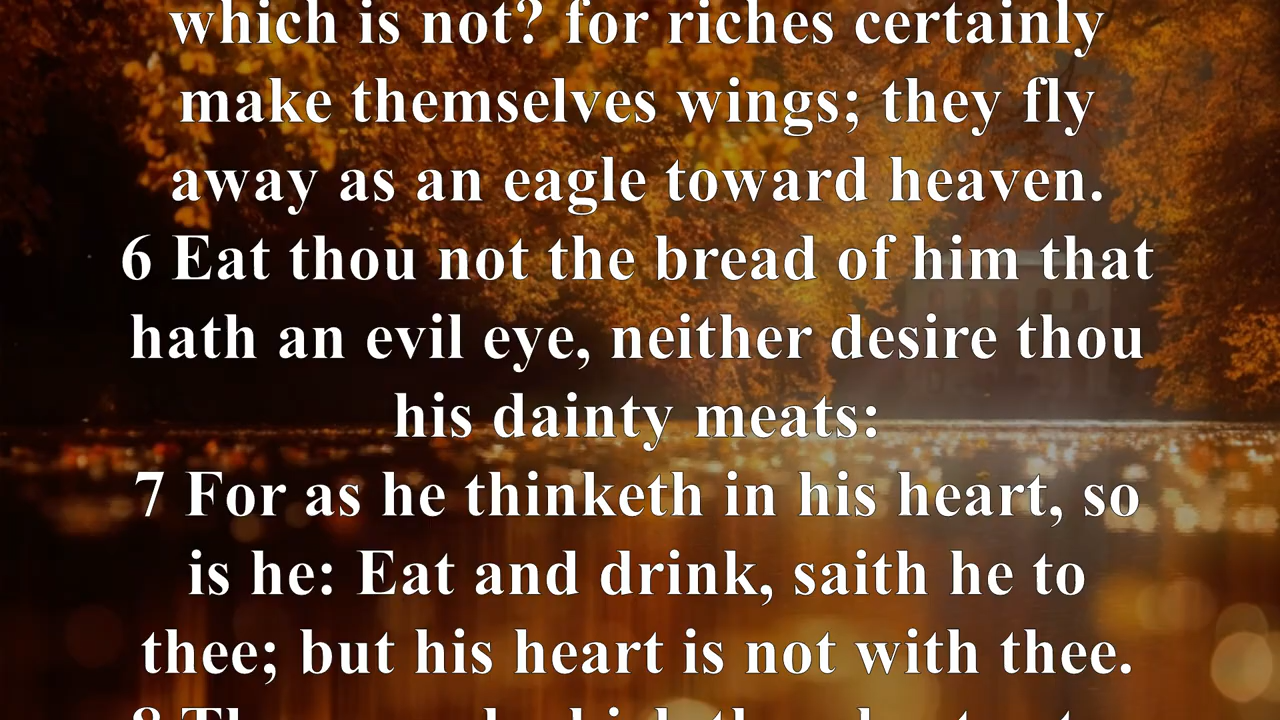 which is not? for riches certainly
make themselves wings; they fly
away as an eagle toward heaven.
6 Eat thou not the bread of him that
hath an evil eye, neither desire thou
his dainty meats:
7 For as he thinketh in his heart, so
is he: Eat and drink, saith he to
thee; but his heart is not with thee.